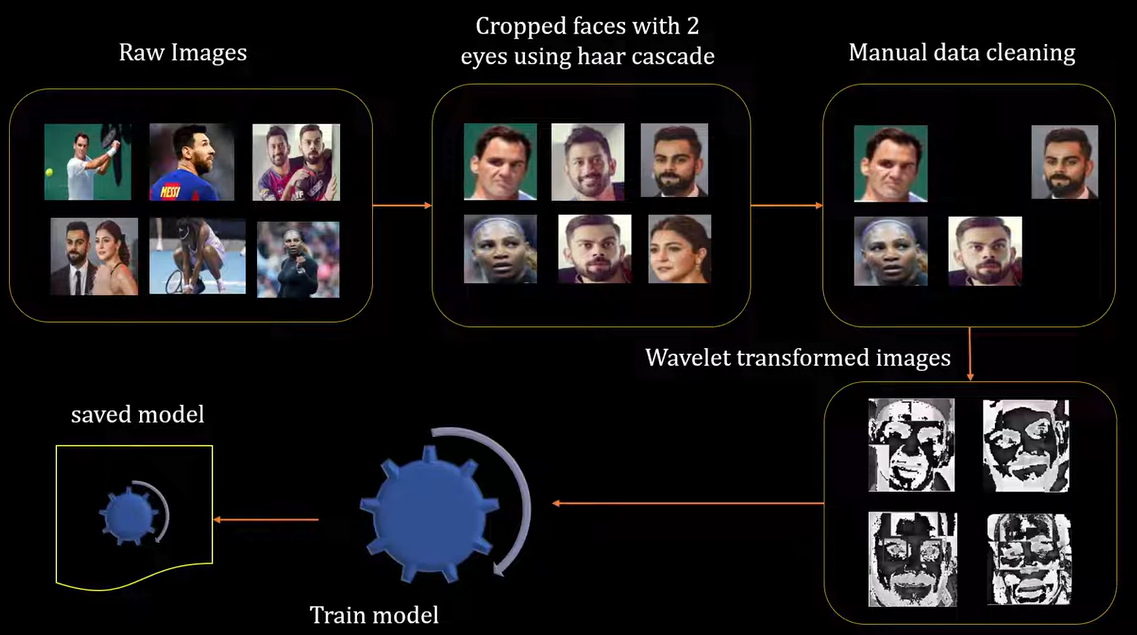 Raw Images
Cropped faces with 2
eyes using haar cascade
Manual data cleaning
MESSI
Wavelet transformed images
saved model
Train model